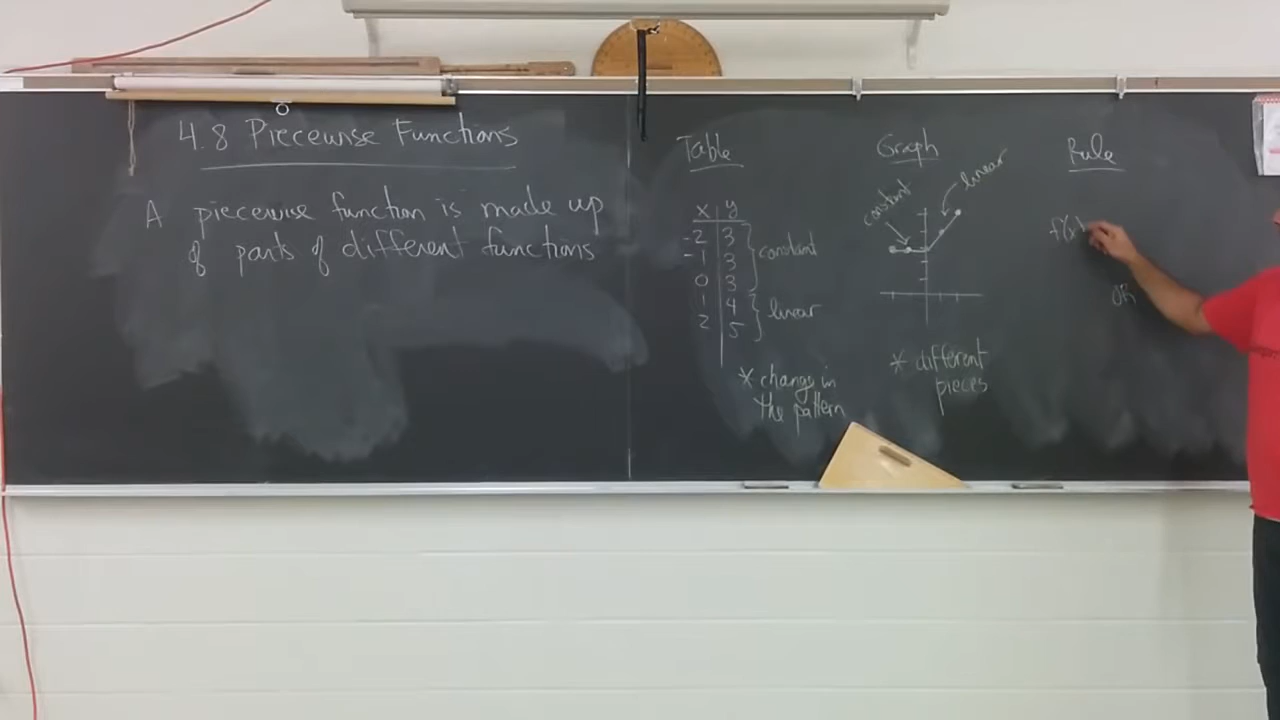 4.8 Piecewise Functions
A piecewise function is made up
of parts of different functions
Table
x y
-2 3
-1 3
0 3
1 4
2 5
constant
linear
* change in
the pattern
Graph
constant
linear
* different
pieces
Rule
f(x)
OR